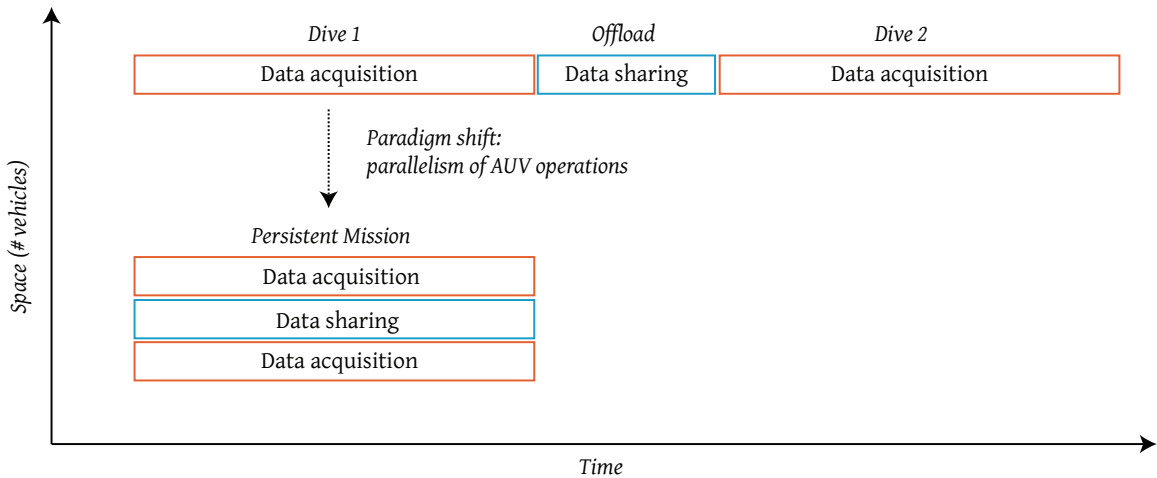 Dive 1
Offload
Dive 2
Data acquisition
Data sharing
Data acquisition
Paradigm shift:
parallelism of AUV operations
Space (# vehicles)
Persistent Mission
Data acquisition
Data sharing
Data acquisition
Time